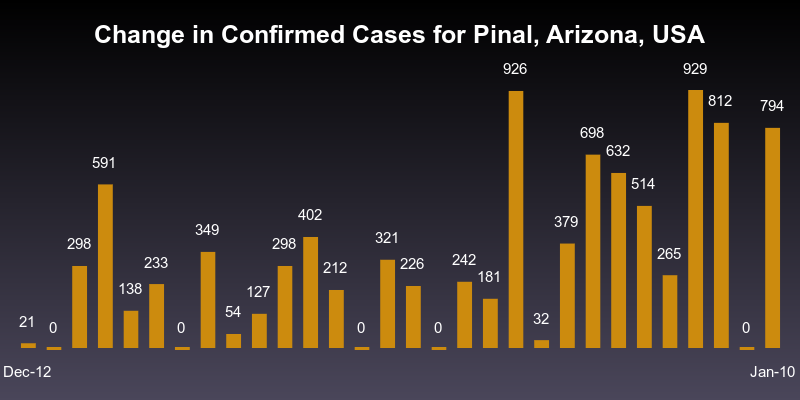 Change in Confirmed Cases for Pinal, Arizona, USA
21 0 298 591 138 233 0 349 54 127 298 402 212 0 321 226 0 242 181 926 32 379 698 632 514 265 929 812 0 794
Dec-12 Jan-10